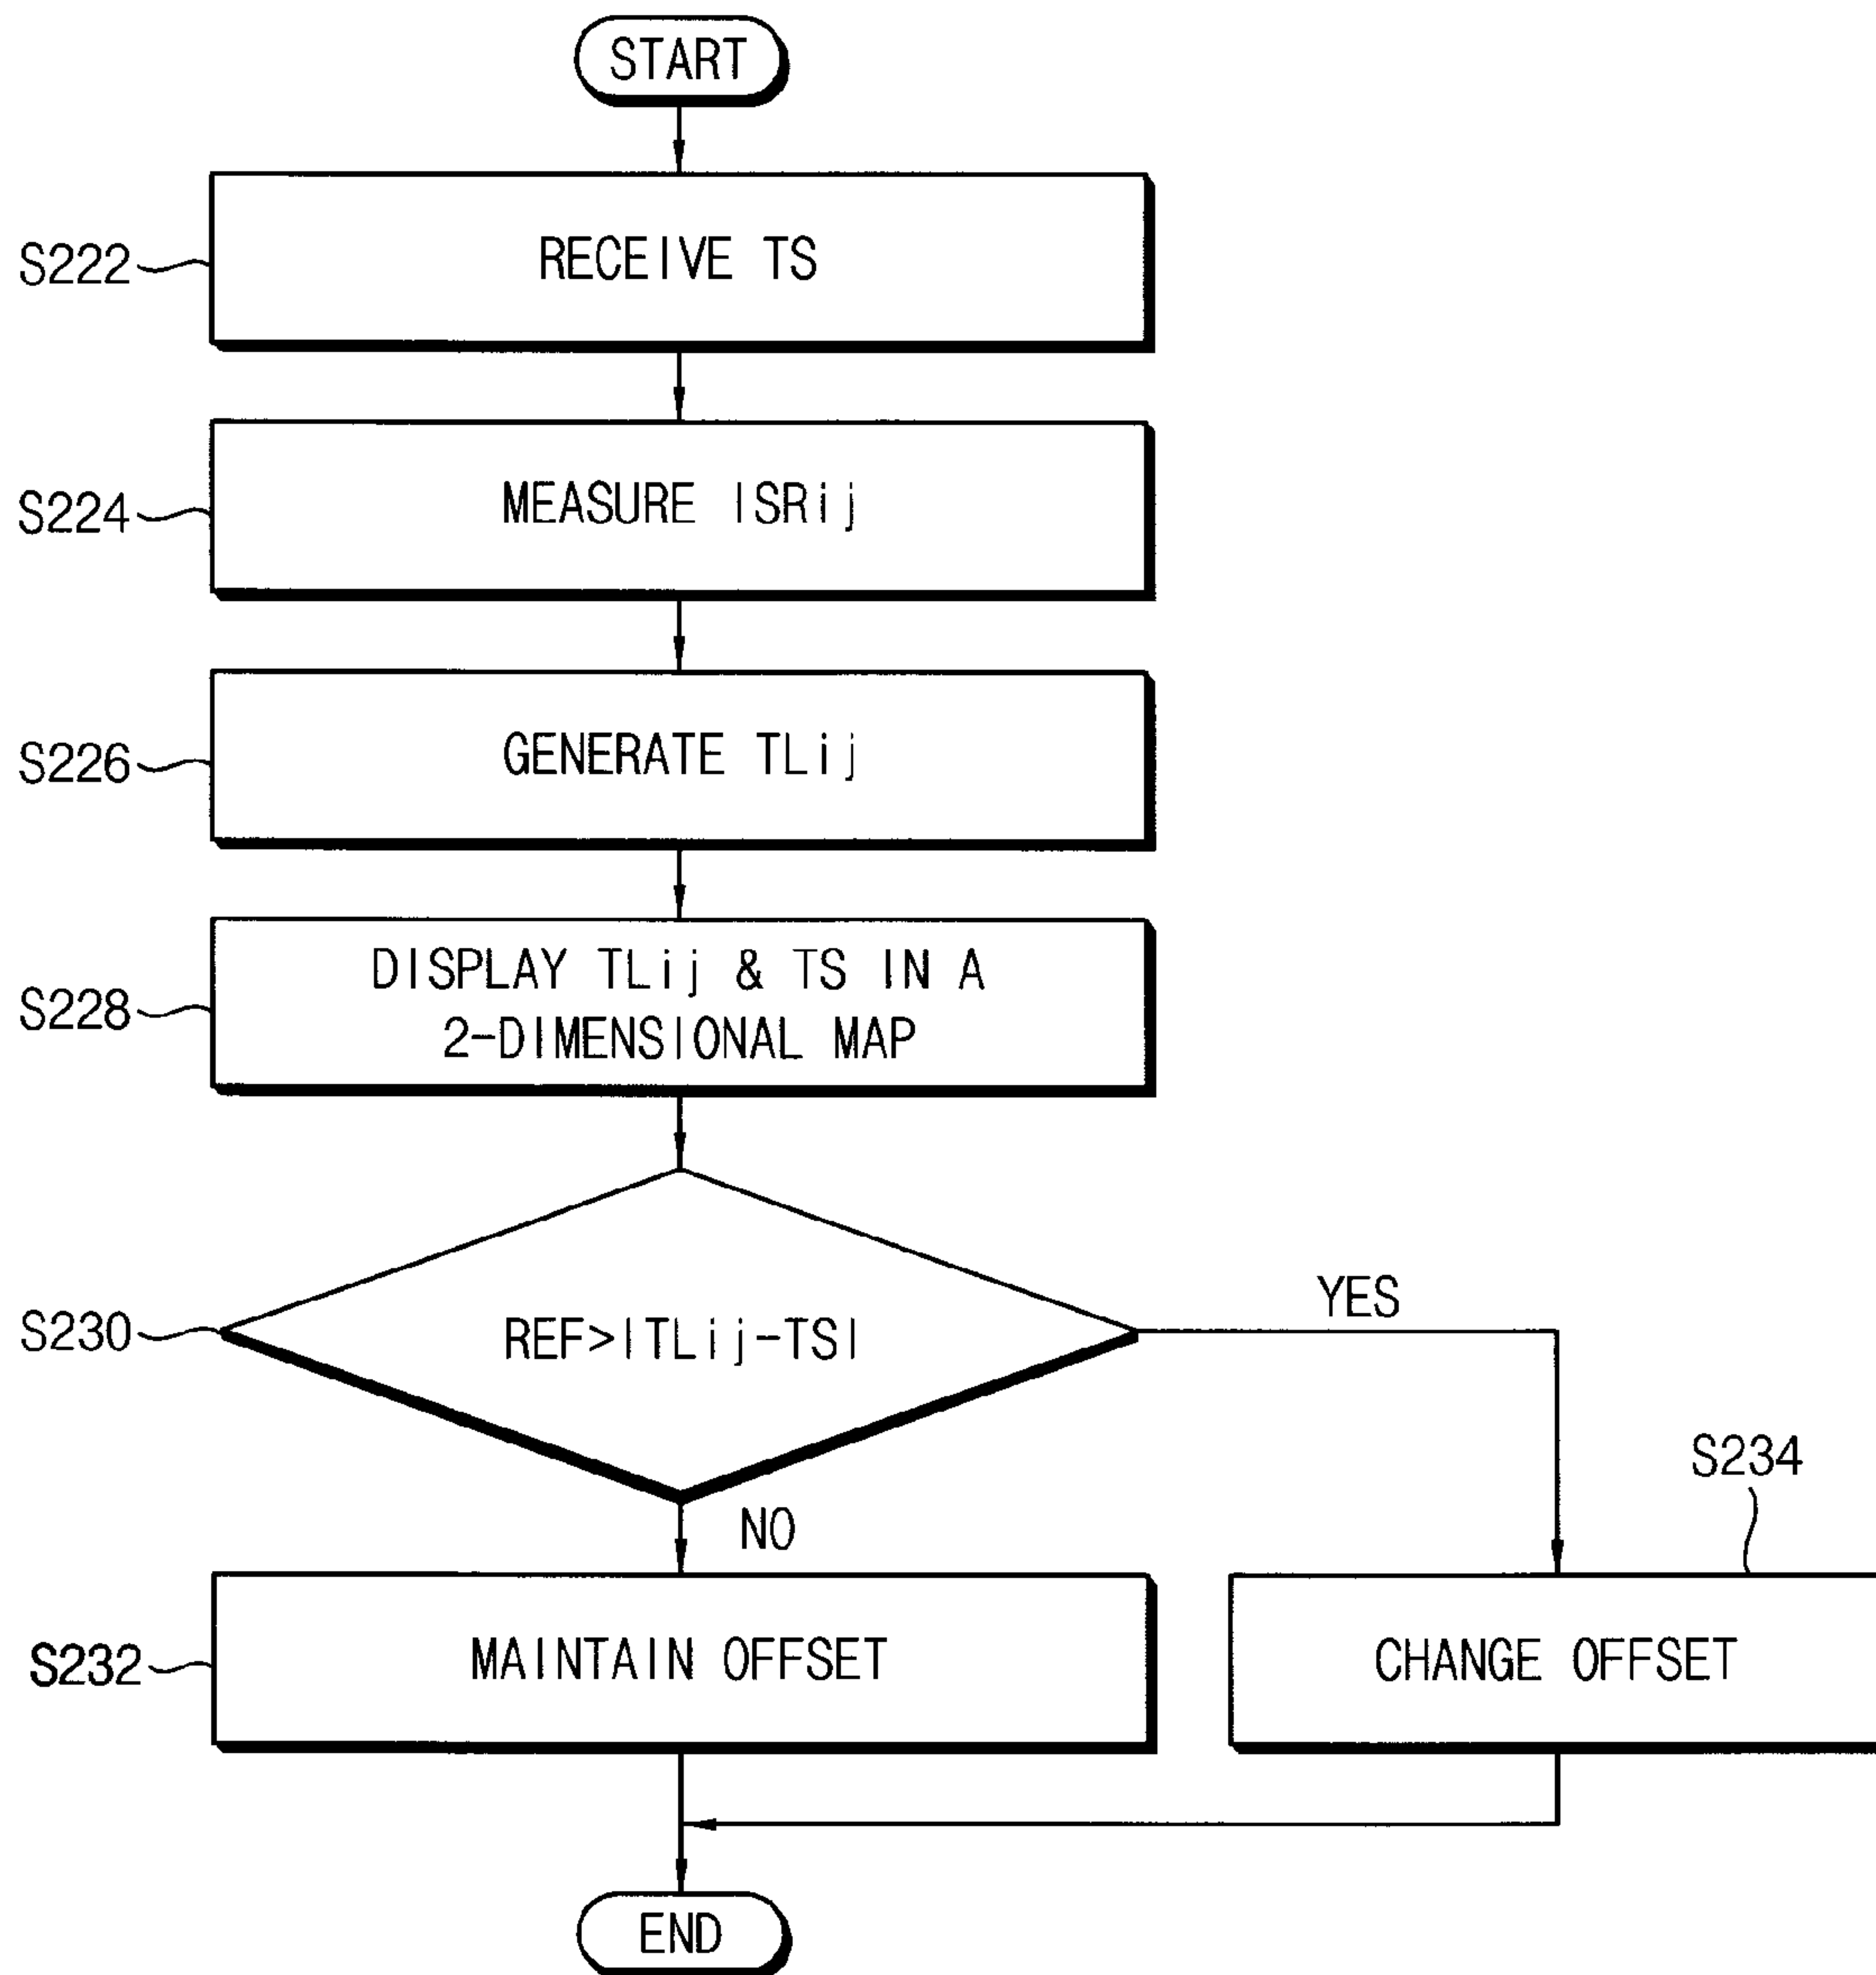 START
S222
RECEIVE TS
S224
MEASURE ISRij
S226
GENERATE TLij
S228
DISPLAY TLij & TS IN A
2-DIMENSIONAL MAP
S230
REF>|TLij-TS|
YES
S234
NO
S232
MAINTAIN OFFSET
CHANGE OFFSET
END